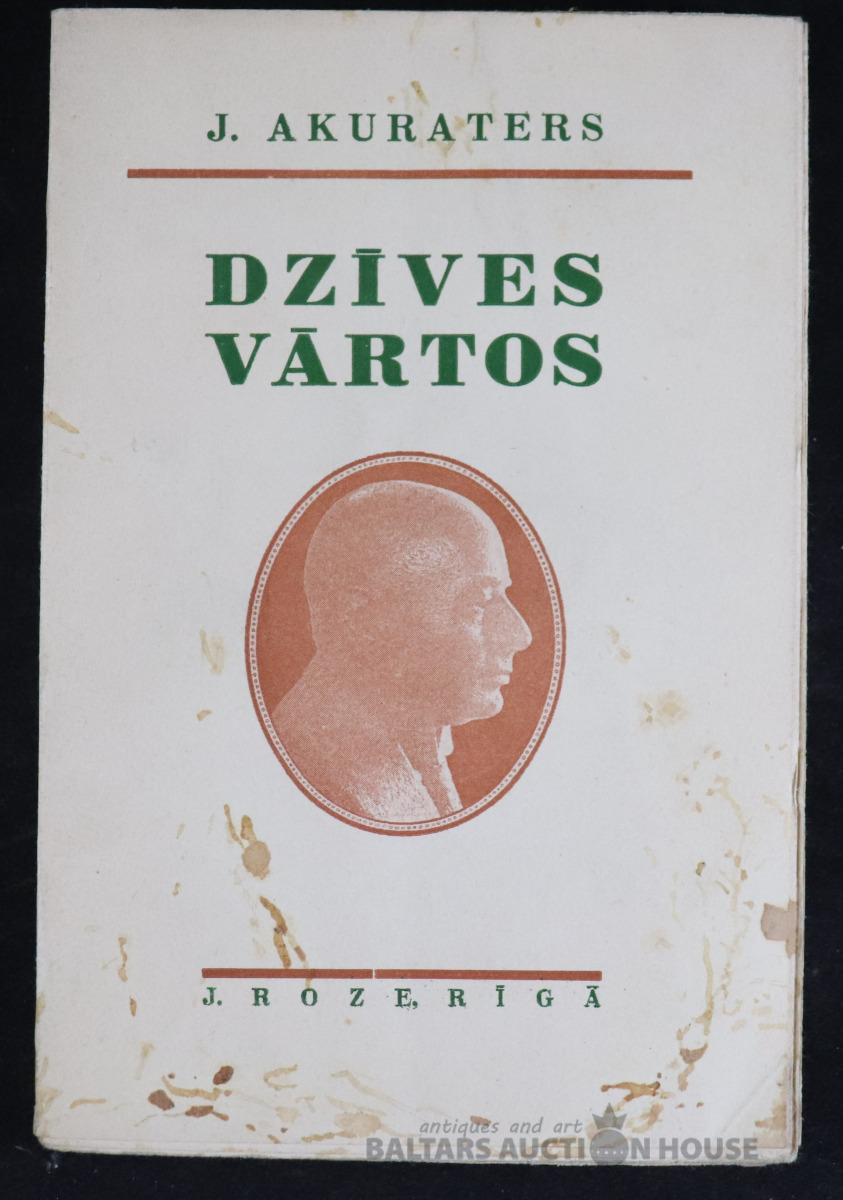 J. AKURATERS
DZĪVES
VĀRTOS
J. ROZE, RĪGĀ
antiques and art
BALTARS AUCTION HOUSE